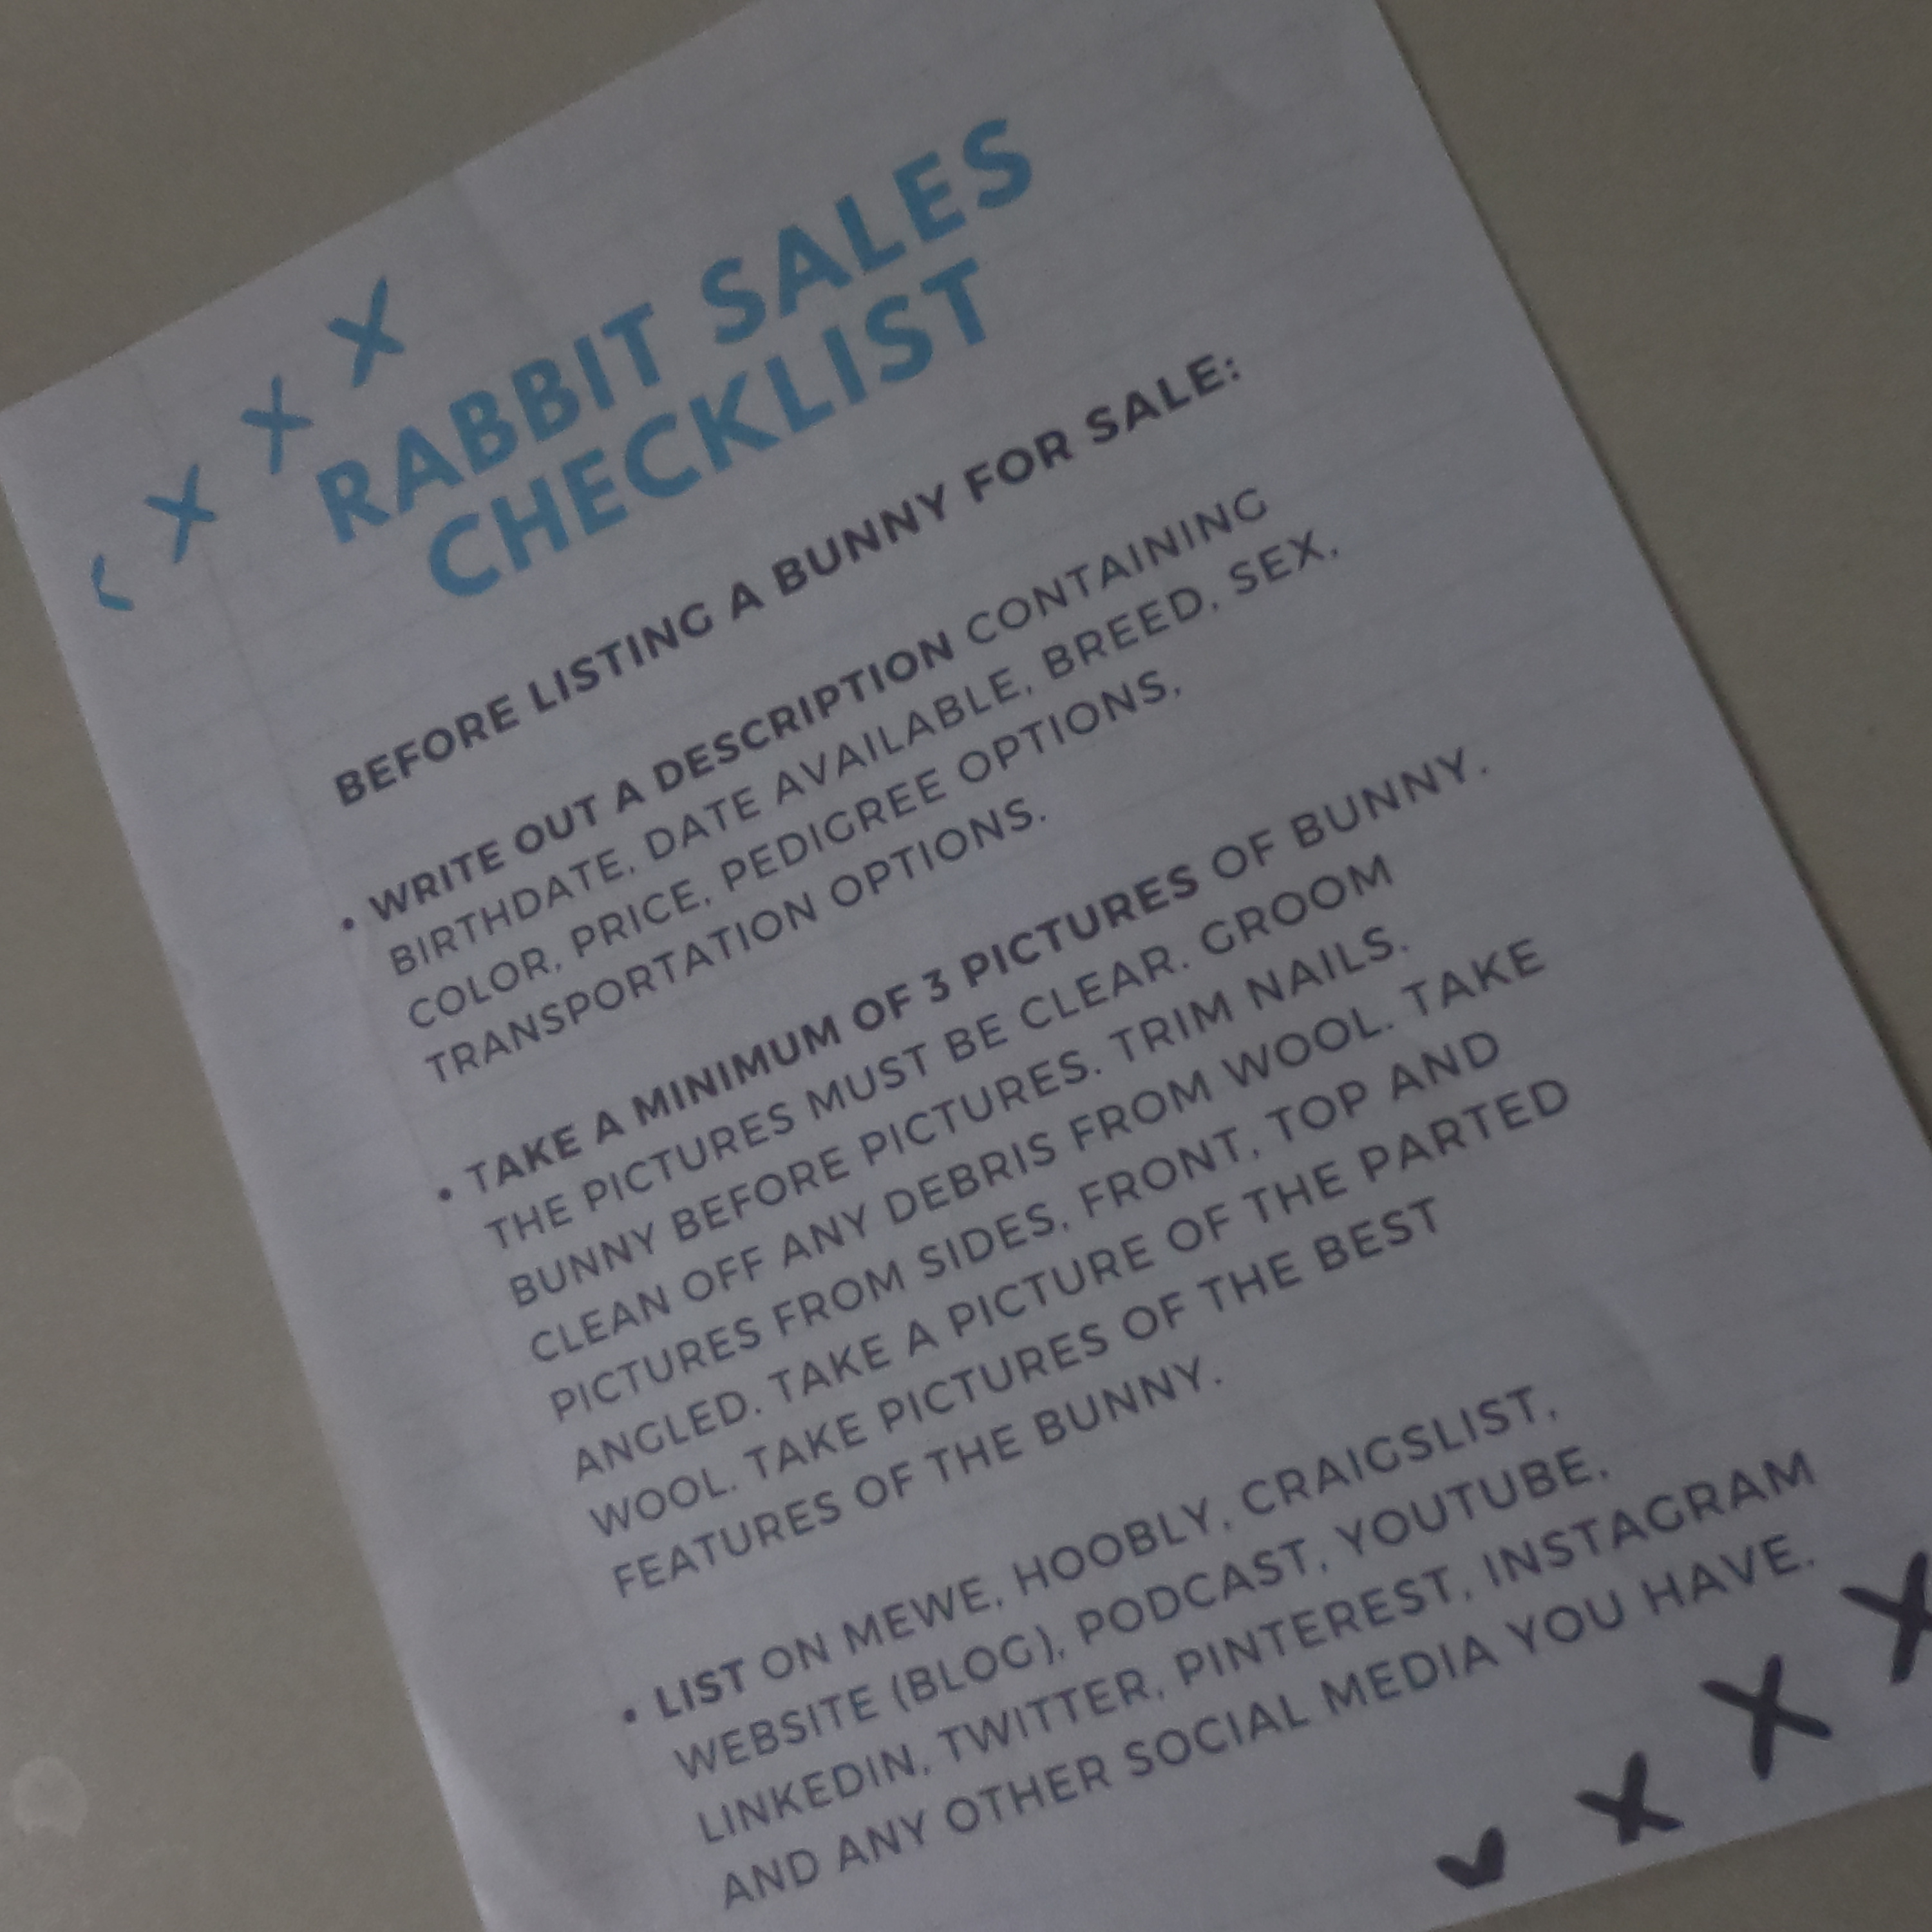 RABBIT SALES
CHECKLIST
BEFORE LISTING A BUNNY FOR SALE:
• WRITE OUT A DESCRIPTION CONTAINING
BIRTHDATE, DATE AVAILABLE, BREED, SEX,
COLOR, PRICE, PEDIGREE OPTIONS,
TRANSPORTATION OPTIONS.
• TAKE A MINIMUM OF 3 PICTURES OF BUNNY.
THE PICTURES MUST BE CLEAR. GROOM
BUNNY BEFORE PICTURES. TRIM NAILS.
CLEAN OFF ANY DEBRIS FROM WOOL. TAKE
PICTURES FROM SIDES, FRONT, TOP AND
ANGLED. TAKE A PICTURE OF THE PARTED
WOOL. TAKE PICTURES OF THE BEST
FEATURES OF THE BUNNY.
• LIST ON MEWE, HOOBLY, CRAIGSLIST,
WEBSITE (BLOG), PODCAST, YOUTUBE,
LINKEDIN, TWITTER, PINTEREST, INSTAGRAM
AND ANY OTHER SOCIAL MEDIA YOU HAVE.